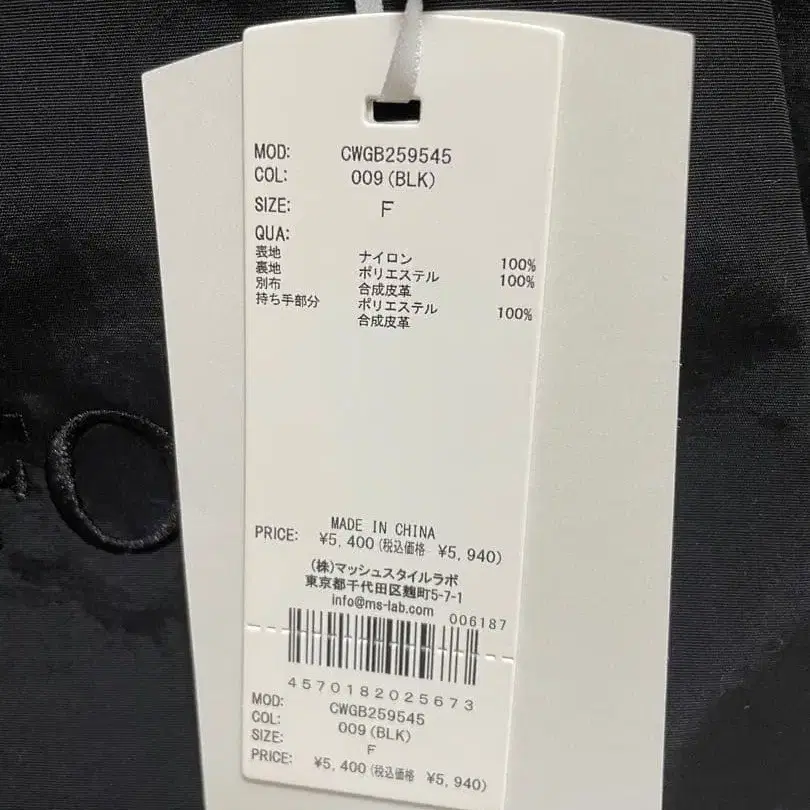 MOD: CWGB259545
COL: 009(BLK)
SIZE: F
QUA:
表地 ナイロン 100%
裏地 ポリエステル 100%
別布 合成皮革
持ち手部分 ポリエステル 100%
合成皮革
MADE IN CHINA
PRICE: ¥5,400(税込価格 ¥5,940)
(株)マッシュスタイルラボ
東京都千代田区麹町5-7-1
info@ms-lab.com
006187
4570182025673
MOD: CWGB259545
COL: 009(BLK)
SIZE: F
PRICE: ¥5,400(税込価格 ¥5,940)